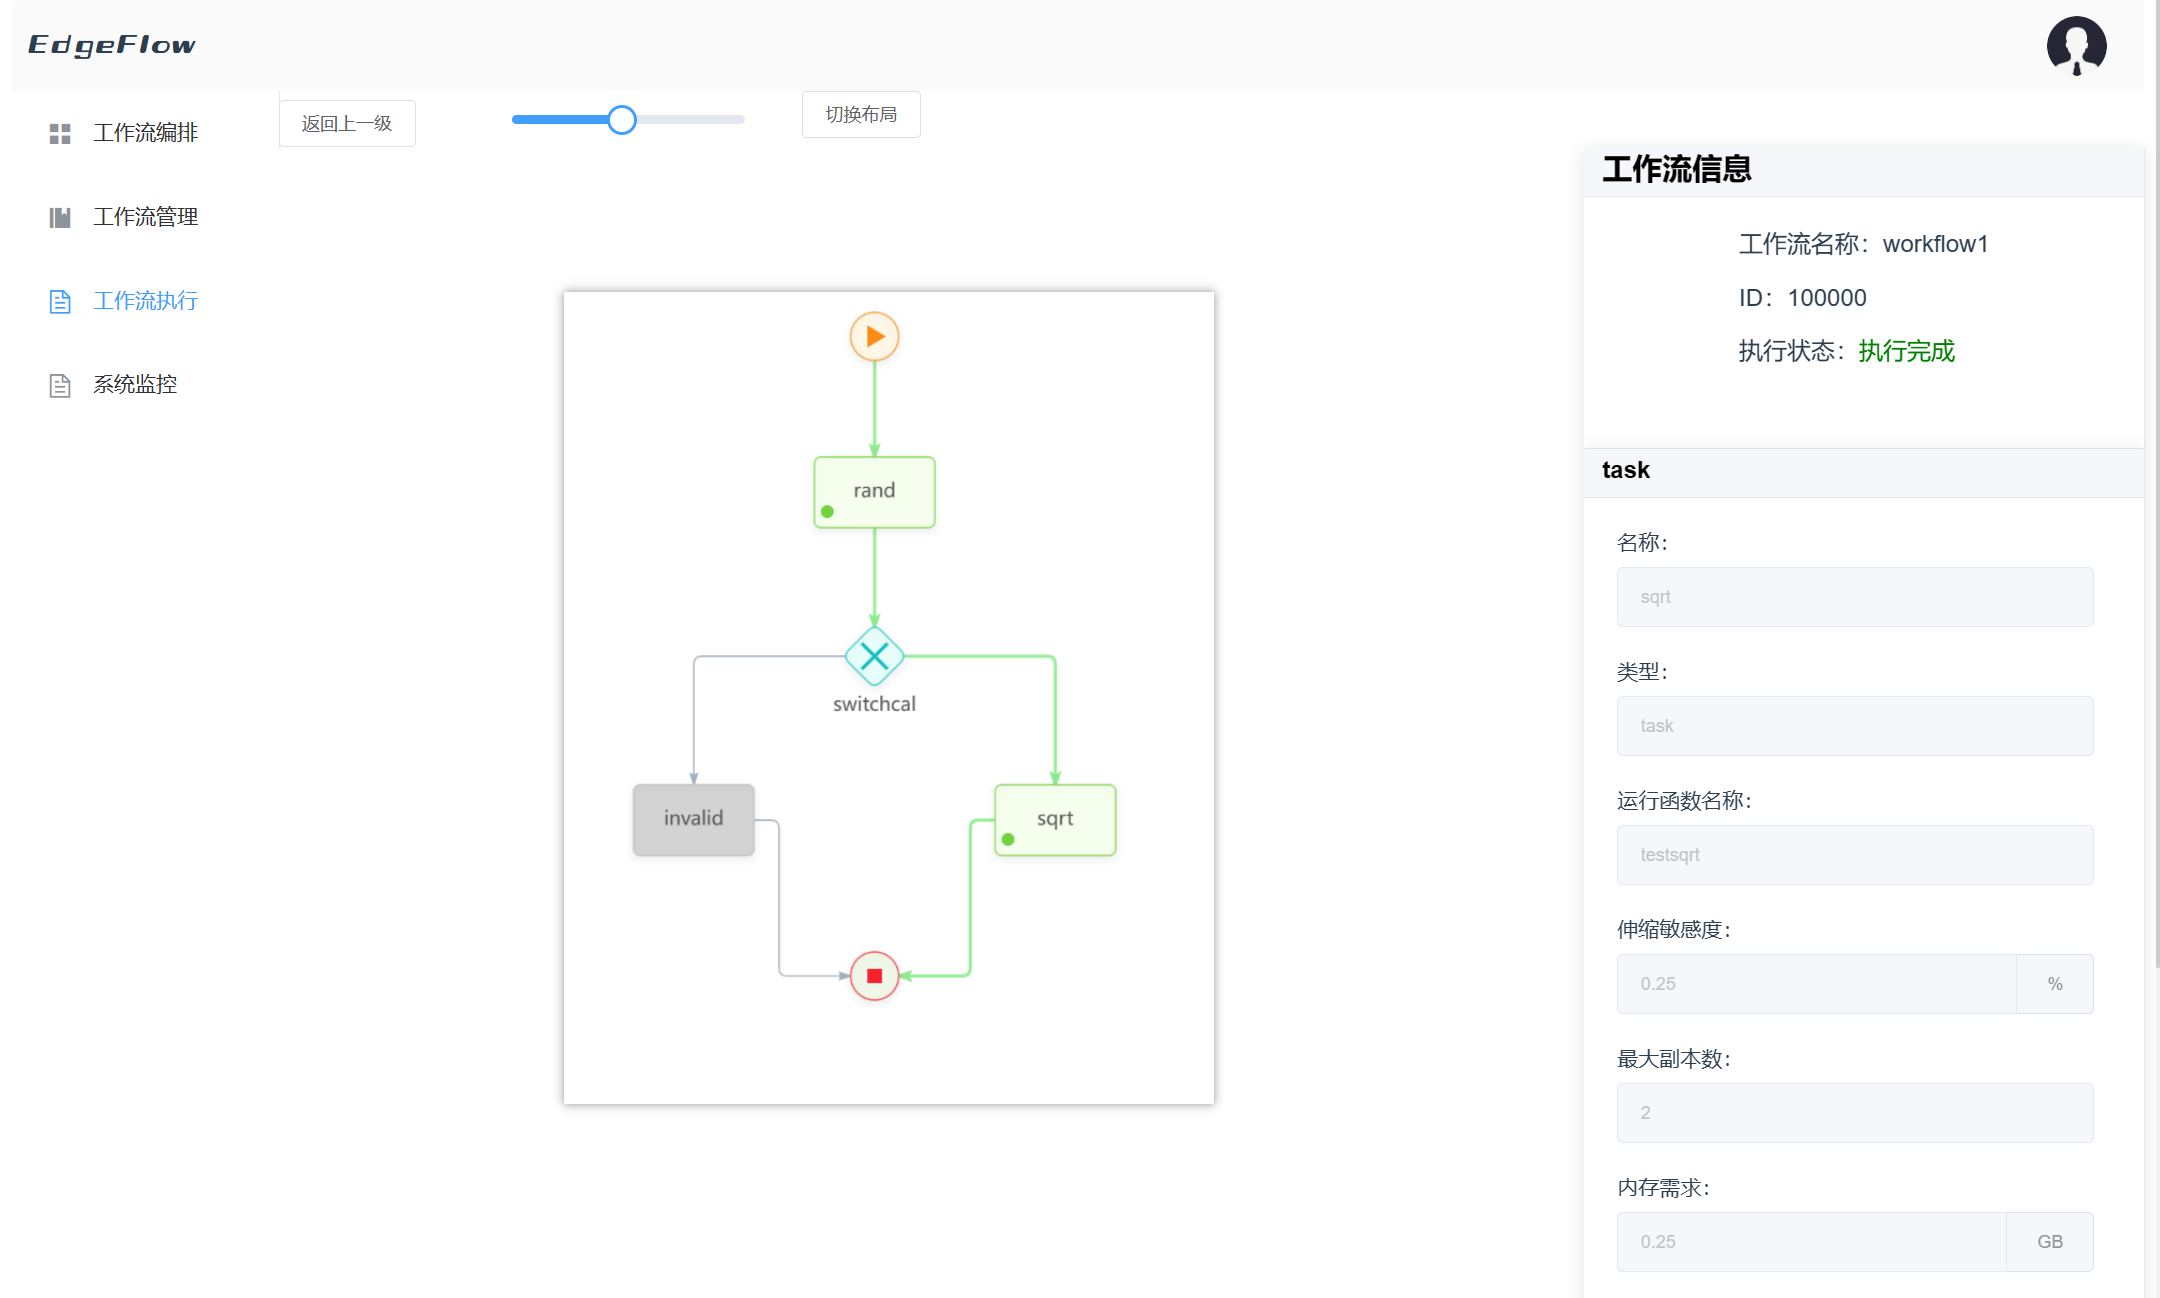 EdgeFlow
工作流编排
工作流管理
工作流执行
系统监控
返回上一级
切换布局
rand
switchcal
invalid
sqrt
工作流信息
工作流名称：workflow1
ID：100000
执行状态：执行完成
task
名称：
sqrt
类型：
task
运行函数名称：
testsqrt
伸缩敏感度：
0.25 %
最大副本数：
2
内存需求：
0.25 GB